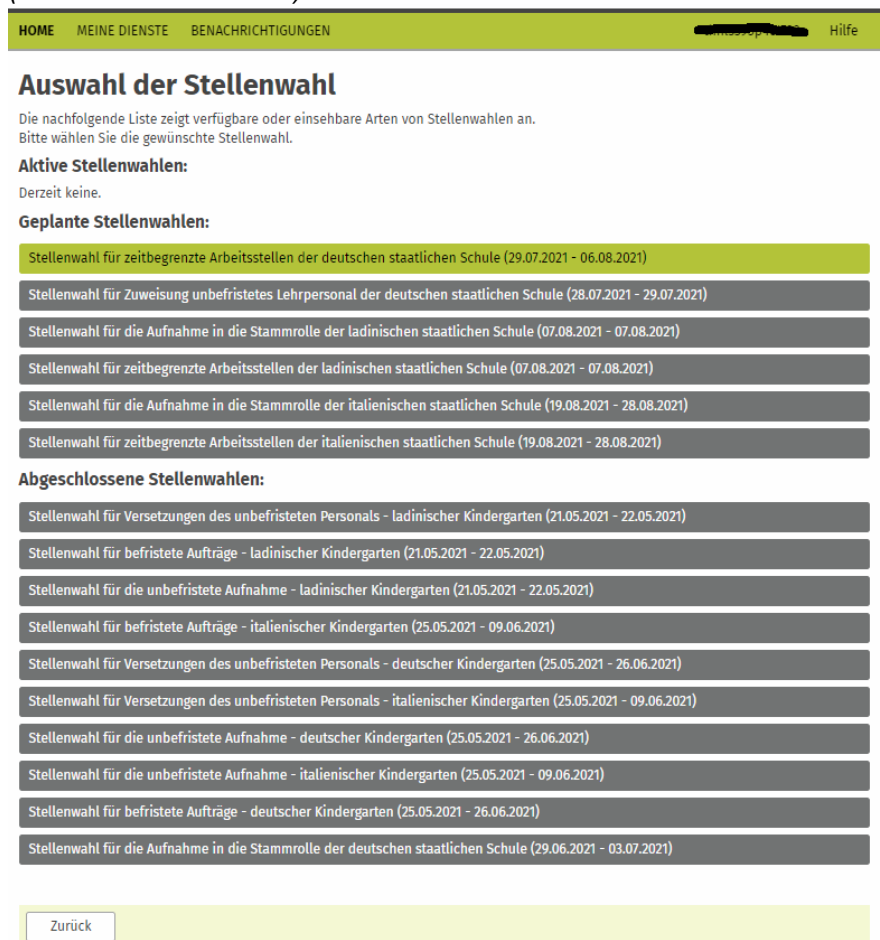 HOME MEINE DIENSTE BENACHRICHTIGUNGEN Hilfe
Auswahl der Stellenwahl
Die nachfolgende Liste zeigt verfügbare oder einsehbare Arten von Stellenwahlen an.
Bitte wählen Sie die gewünschte Stellenwahl.
Aktive Stellenwahlen:
Derzeit keine.
Geplante Stellenwahlen:
Stellenwahl für zeitbegrenzte Arbeitsstellen der deutschen staatlichen Schule (29.07.2021 - 06.08.2021)
Stellenwahl für Zuweisung unbefristetes Lehrpersonal der deutschen staatlichen Schule (28.07.2021 - 29.07.2021)
Stellenwahl für die Aufnahme in die Stammrolle der ladinischen staatlichen Schule (07.08.2021 - 07.08.2021)
Stellenwahl für zeitbegrenzte Arbeitsstellen der ladinischen staatlichen Schule (07.08.2021 - 07.08.2021)
Stellenwahl für die Aufnahme in die Stammrolle der italienischen staatlichen Schule (19.08.2021 - 28.08.2021)
Stellenwahl für zeitbegrenzte Arbeitsstellen der italienischen staatlichen Schule (19.08.2021 - 28.08.2021)
Abgeschlossene Stellenwahlen:
Stellenwahl für Versetzungen des unbefristeten Personals - ladinischer Kindergarten (21.05.2021 - 22.05.2021)
Stellenwahl für befristete Aufträge - ladinischer Kindergarten (21.05.2021 - 22.05.2021)
Stellenwahl für die unbefristete Aufnahme - ladinischer Kindergarten (21.05.2021 - 22.05.2021)
Stellenwahl für befristete Aufträge - italienischer Kindergarten (25.05.2021 - 09.06.2021)
Stellenwahl für Versetzungen des unbefristeten Personals - deutscher Kindergarten (25.05.2021 - 26.06.2021)
Stellenwahl für Versetzungen des unbefristeten Personals - italienischer Kindergarten (25.05.2021 - 09.06.2021)
Stellenwahl für die unbefristete Aufnahme - deutscher Kindergarten (25.05.2021 - 26.06.2021)
Stellenwahl für die unbefristete Aufnahme - italienischer Kindergarten (25.05.2021 - 09.06.2021)
Stellenwahl für befristete Aufträge - deutscher Kindergarten (25.05.2021 - 26.06.2021)
Stellenwahl für die Aufnahme in die Stammrolle der deutschen staatlichen Schule (29.06.2021 - 03.07.2021)
Zurück